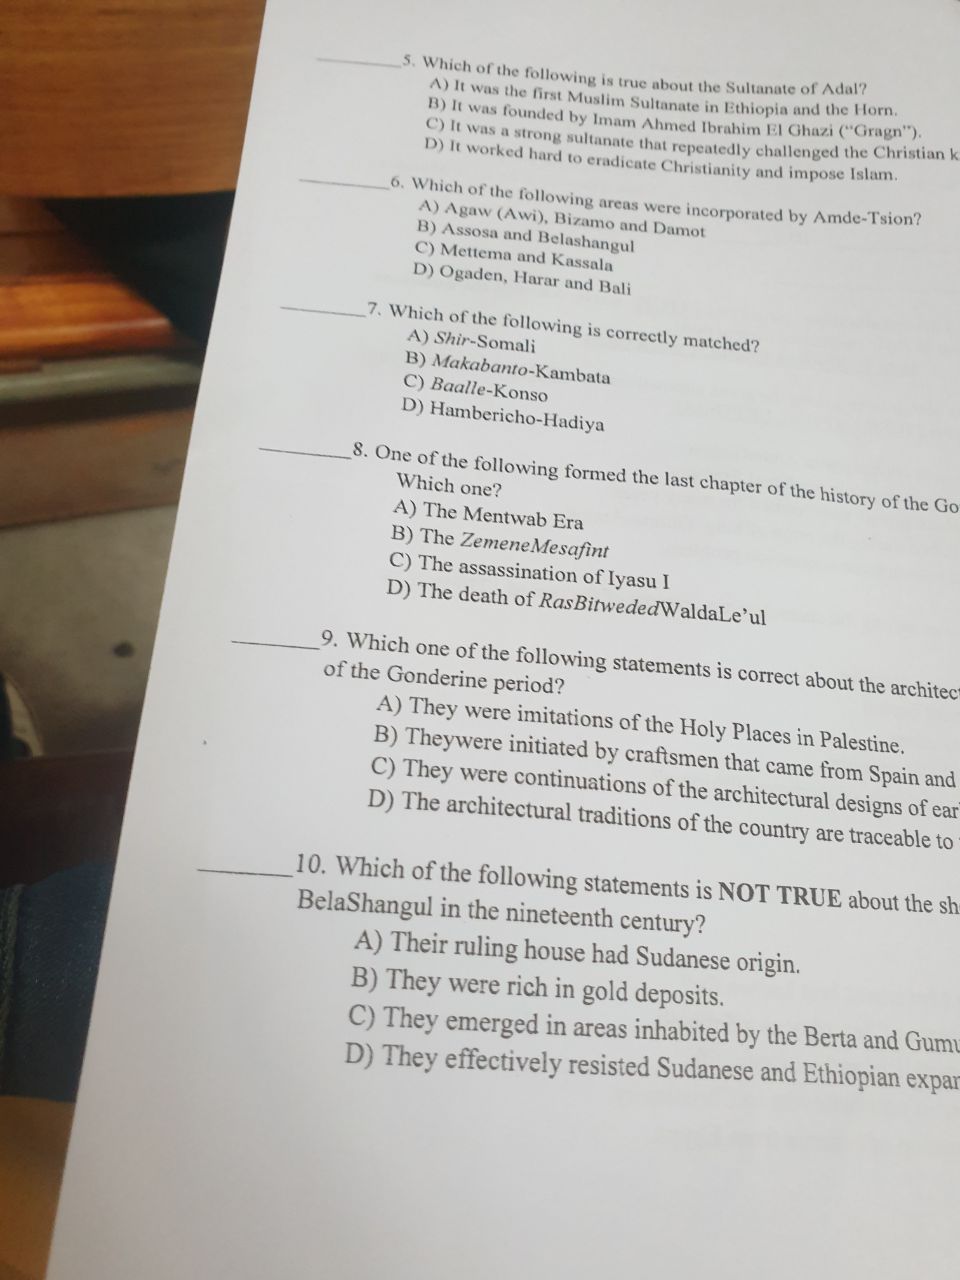 5. Which of the following is true about the Sultanate of Adal?
A) It was the first Muslim Sultanate in Ethiopia and the Horn.
B) It was founded by Imam Ahmed Ibrahim El Ghazi (“Gragn”).
C) It was a strong sultanate that repeatedly challenged the Christian k
D) It worked hard to eradicate Christianity and impose Islam.
6. Which of the following areas were incorporated by Amde-Tsion?
A) Agaw (Awi), Bizamo and Damot
B) Assosa and Belashangul
C) Mettema and Kassala
D) Ogaden, Harar and Bali
7. Which of the following is correctly matched?
A) Shir-Somali
B) Makabanto-Kambata
C) Baalle-Konso
D) Hambericho-Hadiya
8. One of the following formed the last chapter of the history of the Go
Which one?
A) The Mentwab Era
B) The ZemeneMesafint
C) The assassination of Iyasu I
D) The death of RasBitwededWaldaLe’ul
9. Which one of the following statements is correct about the architect
of the Gonderine period?
A) They were imitations of the Holy Places in Palestine.
B) Theywere initiated by craftsmen that came from Spain and
C) They were continuations of the architectural designs of ear
D) The architectural traditions of the country are traceable to
10. Which of the following statements is NOT TRUE about the sh
BelaShangul in the nineteenth century?
A) Their ruling house had Sudanese origin.
B) They were rich in gold deposits.
C) They emerged in areas inhabited by the Berta and Gumu
D) They effectively resisted Sudanese and Ethiopian expan